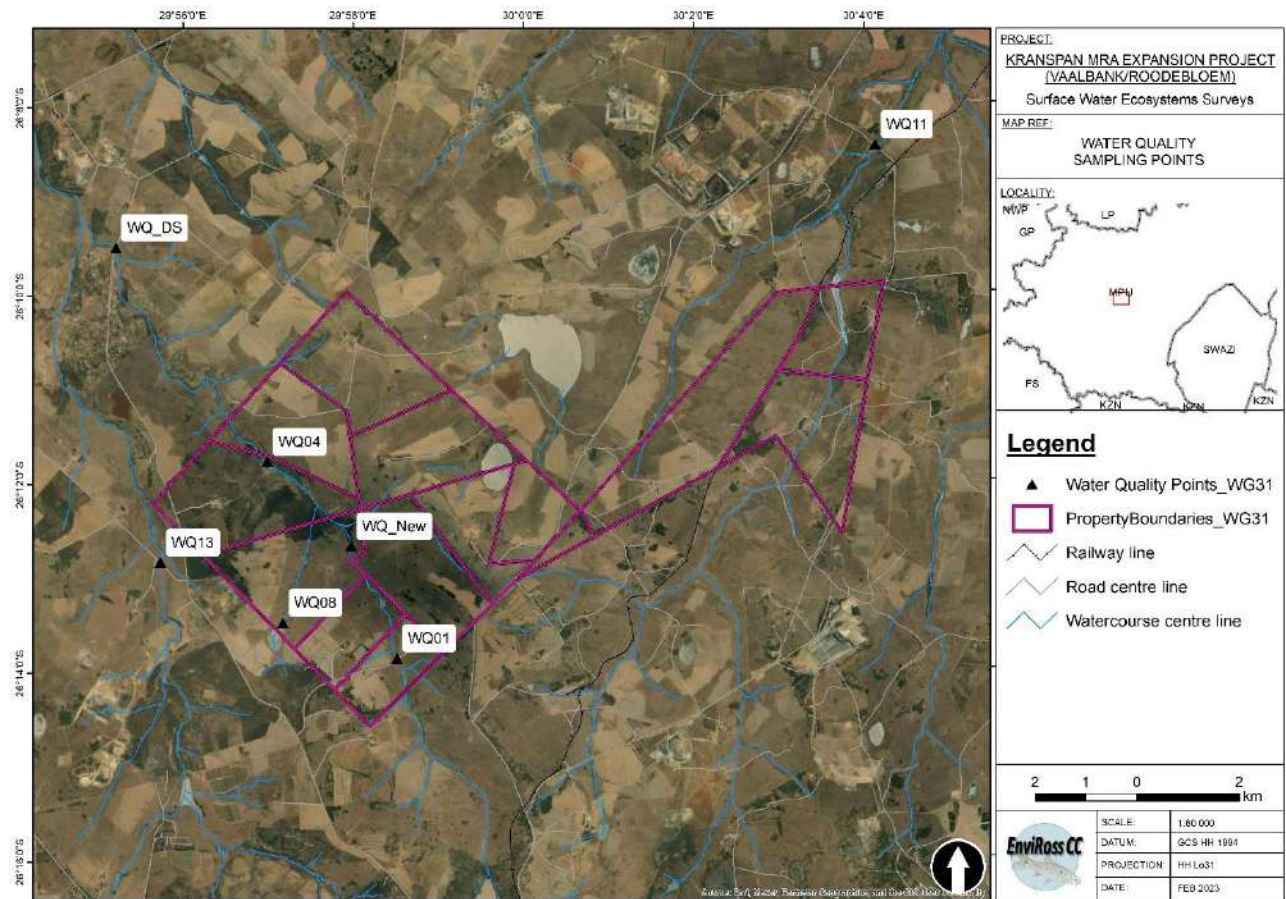 29°56'0"E
29°58'0"E
30°0'0"E
30°2'0"E
30°4'0"E
26°8'0"S
26°10'0"S
26°12'0"S
26°14'0"S
26°16'0"S
WQ11
WQ_DS
WQ04
WQ_New
WQ13
WQ08
WQ01
PROJECT:
KRANSPAN MRA EXPANSION PROJECT
(VAALBANK/ROODEBLOEM)
Surface Water Ecosystems Surveys
MAP REF:
WATER QUALITY
SAMPLING POINTS
LOCALITY:
NWP
LP
GP
MPU
SWAZI
FS
KZN
KZN
KZN
Legend
Water Quality Points_WG31
PropertyBoundaries_WG31
Railway line
Road centre line
Watercourse centre line
2 1 0 2
km
EnviRoss CC
SCALE: 1:80 000
DATUM: GCS HH 1994
PROJECTION: HH Lo31
DATE: FEB 2023